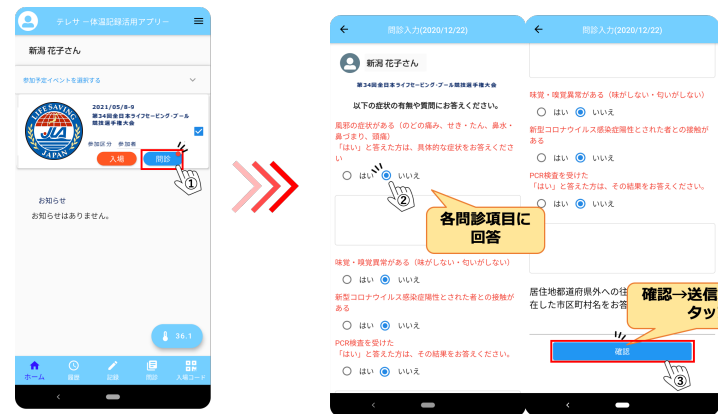 テレサ －体温記録活用アプリ－
新潟 花子さん
参加予定イベントを選択する
LIFESAVING
JLA
JAPAN
2021/05/8-9
第34回全日本ライフセービング・プール
競技選手権大会
参加区分 参加者
入場
問診
①
お知らせ
お知らせはありません。
36.1
ホーム
履歴
記録
問診
入場コード
問診入力(2020/12/22)
新潟 花子さん
第34回全日本ライフセービング・プール競技選手権大会
以下の症状の有無や質問にお答えください。
風邪の症状がある（のどの痛み、せき・たん、鼻水・
鼻づまり、頭痛）
「はい」と答えた方は、具体的な症状をお答えくださ
い
はい
いいえ
②
各問診項目に
回答
味覚・嗅覚異常がある（味がしない・匂いがしない）
はい
いいえ
新型コロナウイルス感染症陽性とされた者との接触が
ある
はい
いいえ
PCR検査を受けた
「はい」と答えた方は、その結果をお答えください。
はい
いいえ
問診入力(2020/12/22)
味覚・嗅覚異常がある（味がしない・匂いがしない）
はい
いいえ
新型コロナウイルス感染症陽性とされた者との接触が
ある
はい
いいえ
PCR検査を受けた
「はい」と答えた方は、その結果をお答えください。
はい
いいえ
居住地都道府県外への往
在した市区町村名をお答
確認→送信
タッ
確認
③